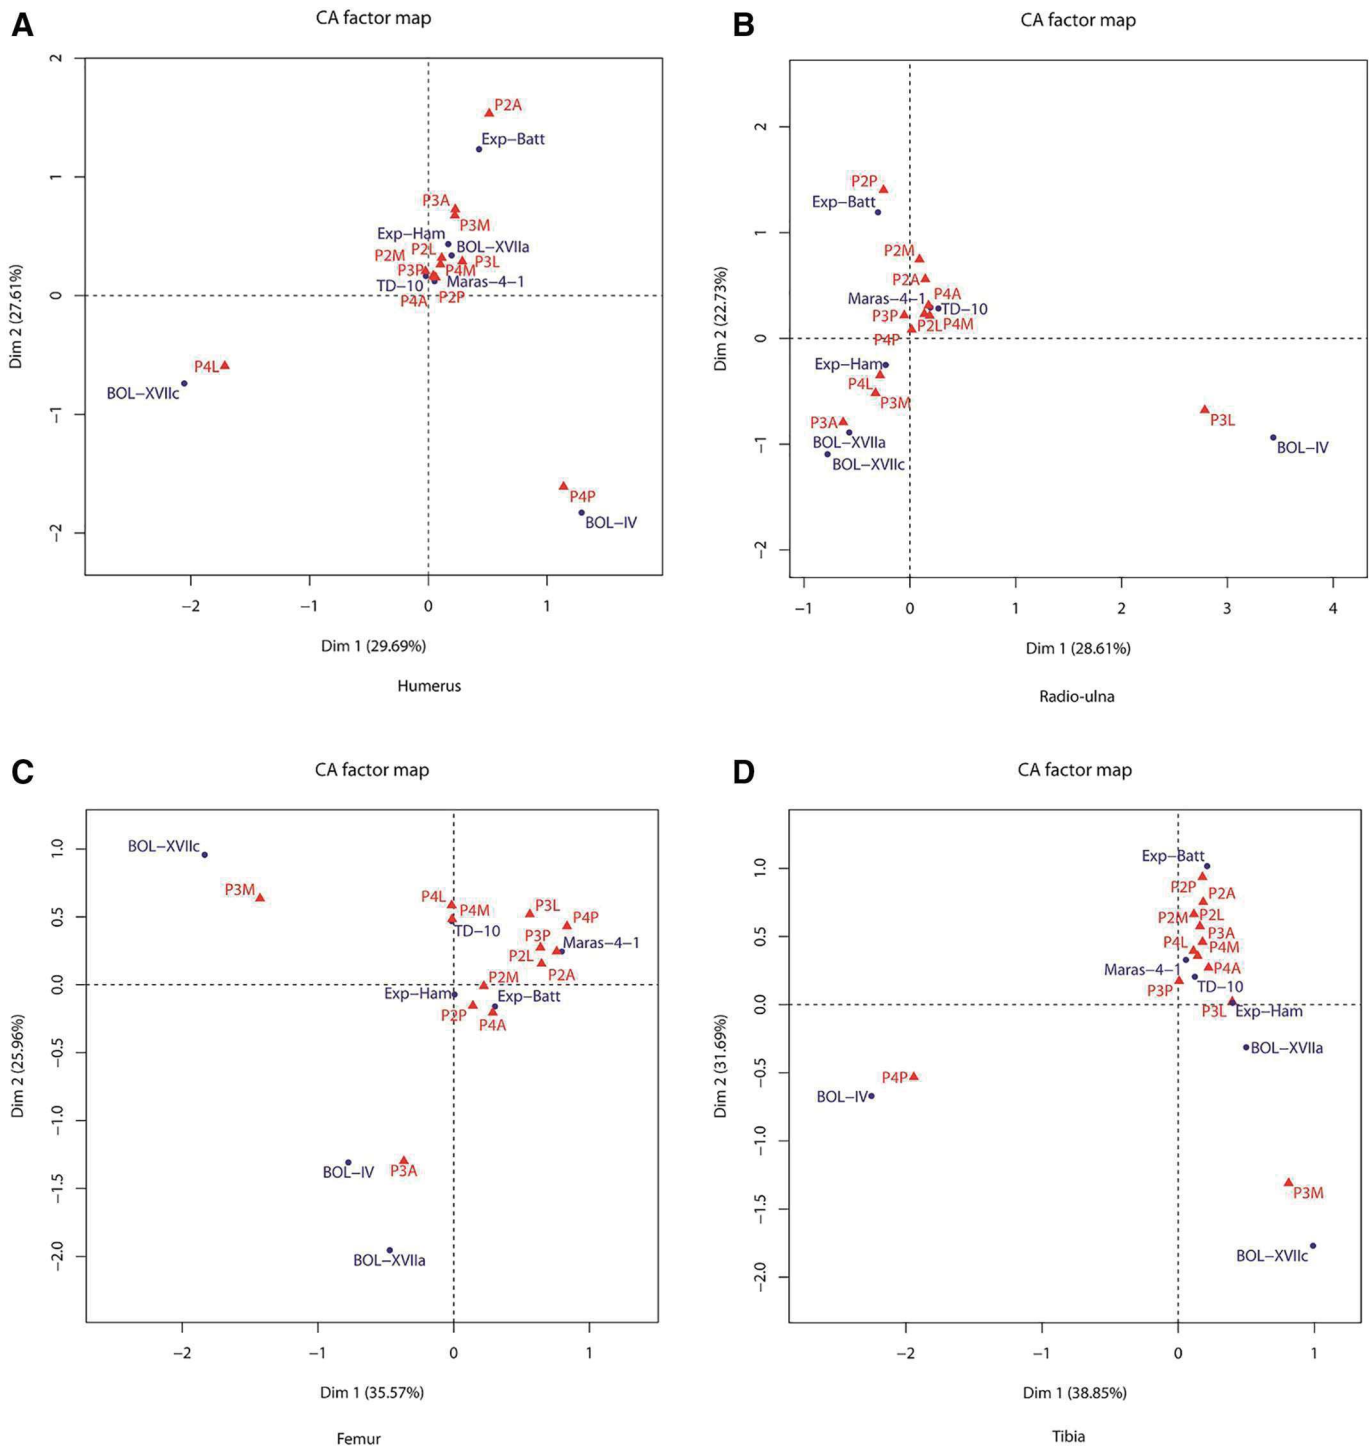 A
CA factor map
2
1
0
−1
−2
Dim 2 (27.61%)
P2A
Exp−Batt
P3A
P3M
Exp−Ham
BOL−XVIIa
P2L
P2M
P3L
P3P
P4M
TD−10
Maras−4−1
P4A
P2P
P4L
BOL−XVIIc
P4P
BOL−IV
−2 −1 0 1
Dim 1 (29.69%)
Humerus
B
CA factor map
2
1
0
−1
−2
Dim 2 (22.73%)
P2P
Exp−Batt
P2M
P2A
P4A
Maras−4−1
TD−10
P3P
P2L
P4M
P4P
Exp−Ham
P4L
P3M
P3A
BOL−XVIIa
BOL−XVIIc
P3L
BOL−IV
−1 0 1 2 3 4
Dim 1 (28.61%)
Radio-ulna
C
CA factor map
1.0
0.5
0.0
−0.5
−1.0
−1.5
−2.0
Dim 2 (25.96%)
BOL−XVIIc
P3M
P4L
P4M
TD−10
P3L
P4P
P3P
Maras−4−1
P2L
P2A
P2M
Exp−Ham
Exp−Batt
P2P
P4A
BOL−IV
P3A
BOL−XVIIa
−2 −1 0 1
Dim 1 (35.57%)
Femur
D
CA factor map
1.0
0.5
0.0
−0.5
−1.0
−1.5
−2.0
Dim 2 (31.69%)
Exp−Batt
P2P
P2A
P2M
P2L
P3A
P4L
P4M
Maras−4−1
P4A
P3P
TD−10
P3L
Exp−Ham
BOL−XVIIa
P4P
BOL−IV
P3M
BOL−XVIIc
−2 −1 0 1
Dim 1 (38.85%)
Tibia